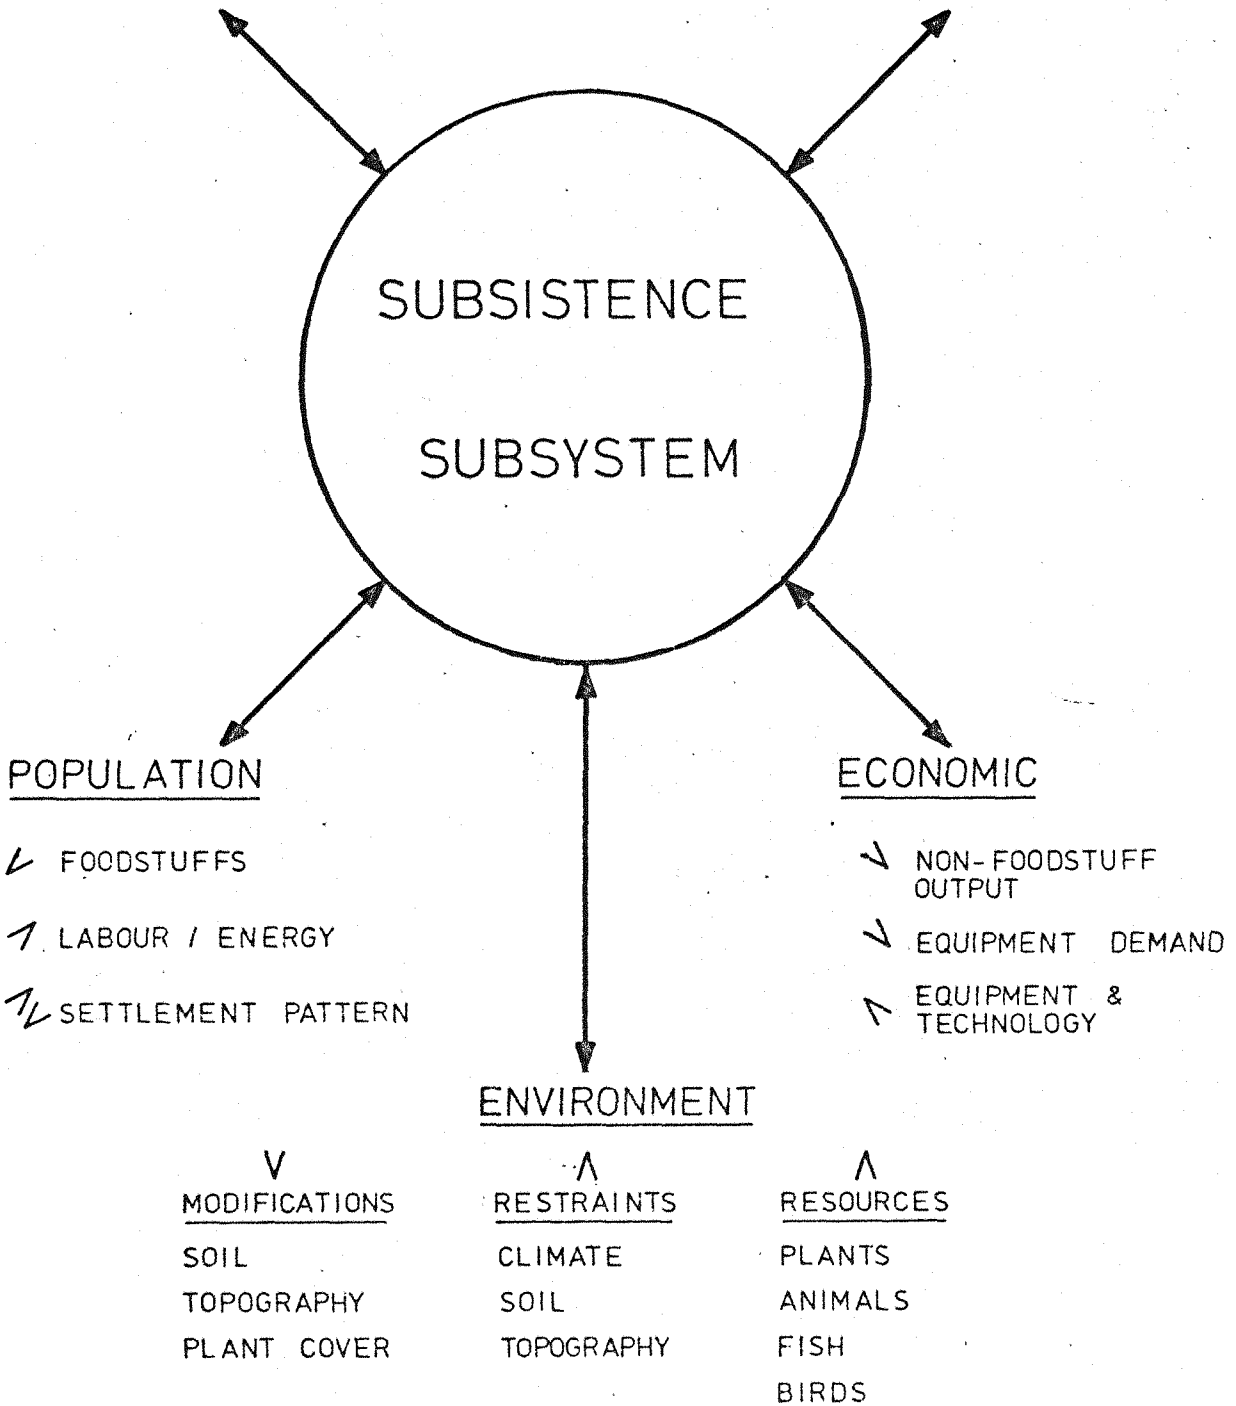 SUBSISTENCE
SUBSYSTEM
POPULATION
FOODSTUFFS
LABOUR / ENERGY
SETTLEMENT PATTERN
ECONOMIC
NON-FOODSTUFF
OUTPUT
EQUIPMENT DEMAND
EQUIPMENT &
TECHNOLOGY
ENVIRONMENT
MODIFICATIONS
SOIL
TOPOGRAPHY
PLANT COVER
RESTRAINTS
CLIMATE
SOIL
TOPOGRAPHY
RESOURCES
PLANTS
ANIMALS
FISH
BIRDS